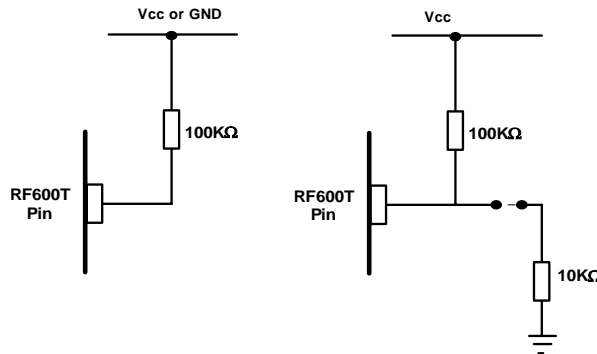 Vcc or GND
100KΩ
RF600T
Pin
Vcc
100KΩ
RF600T
Pin
10KΩ